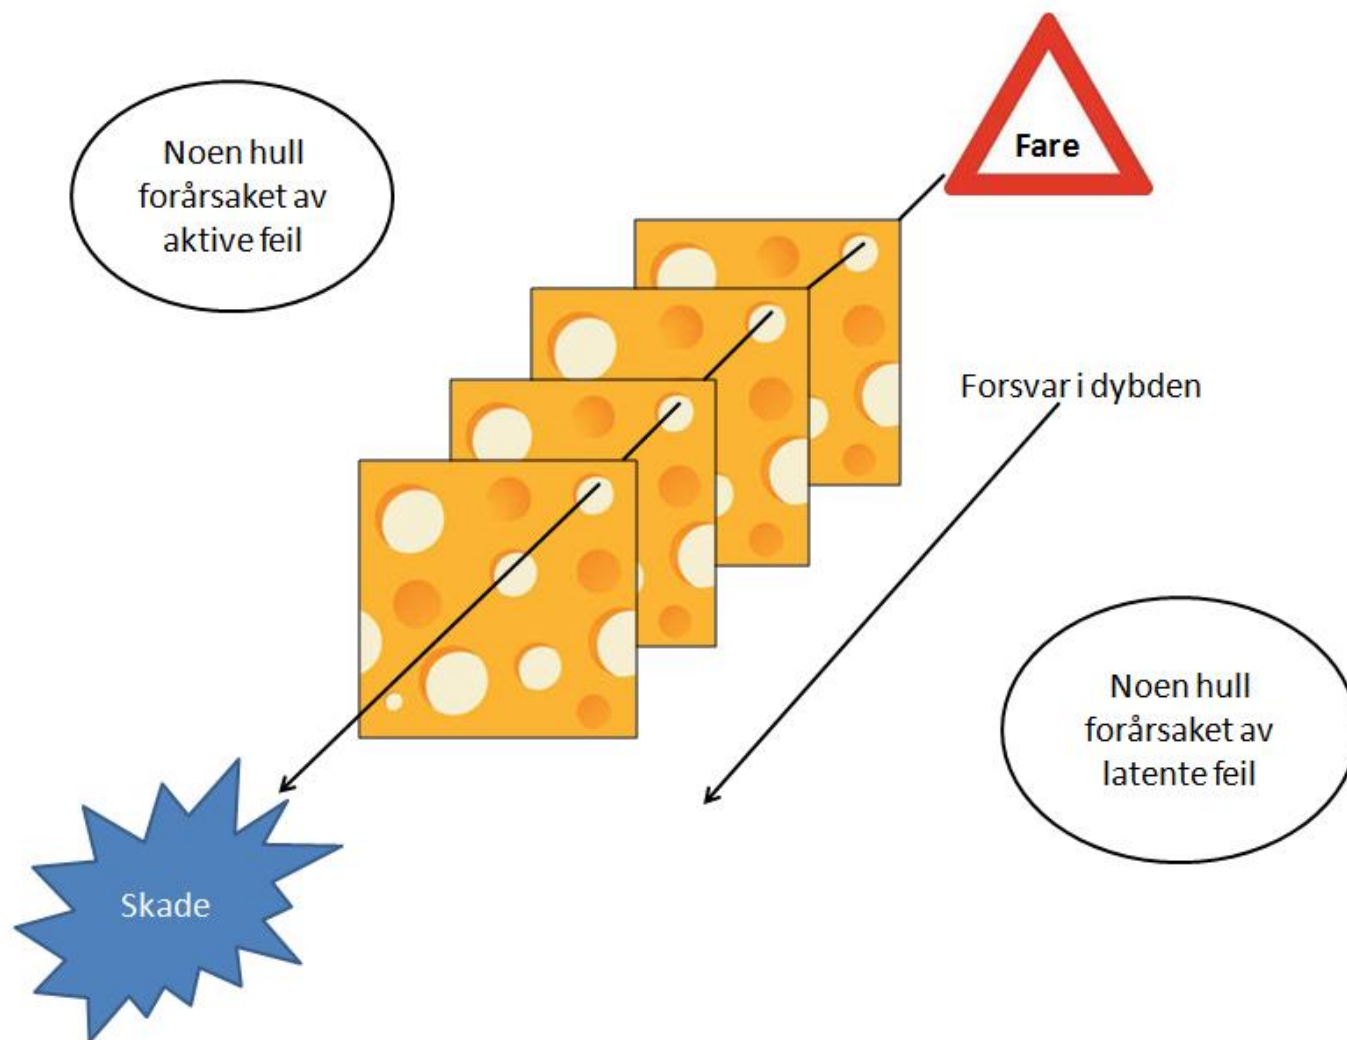 Fare
Noen hull
forårsaket av
aktive feil
Forsvar i dybden
Noen hull
forårsaket av
latente feil
Skade